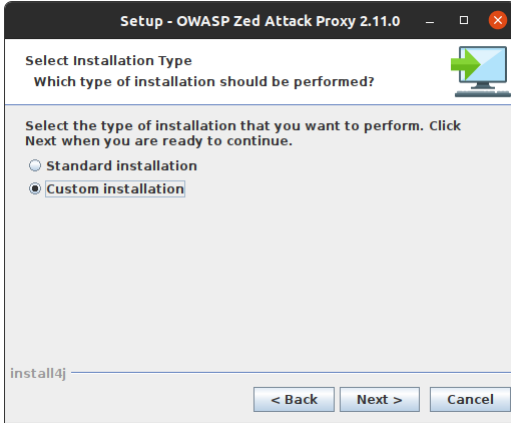 Setup - OWASP Zed Attack Proxy 2.11.0
Select Installation Type
Which type of installation should be performed?
Select the type of installation that you want to perform. Click
Next when you are ready to continue.
Standard installation
Custom installation
install4j
< Back Next > Cancel